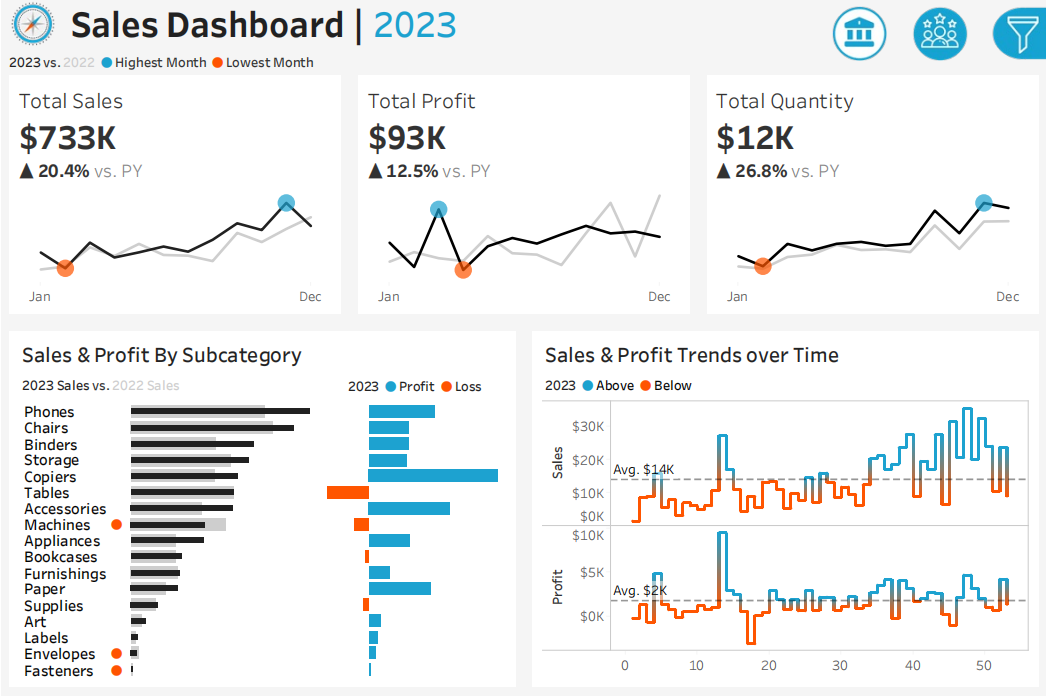 Sales Dashboard | 2023
2023 vs. 2022 Highest Month Lowest Month
Total Sales
$733K
▲ 20.4% vs. PY
Jan Dec
Total Profit
$93K
▲ 12.5% vs. PY
Jan Dec
Total Quantity
$12K
▲ 26.8% vs. PY
Jan Dec
Sales & Profit By Subcategory
2023 Sales vs. 2022 Sales
2023 Profit Loss
Phones
Chairs
Binders
Storage
Copiers
Tables
Accessories
Machines
Appliances
Bookcases
Furnishings
Paper
Supplies
Art
Labels
Envelopes
Fasteners
Sales & Profit Trends over Time
2023 Above Below
Sales
$30K
$20K
$10K
$0K
Avg. $14K
Profit
$10K
$5K
$0K
Avg. $2K
0 10 20 30 40 50